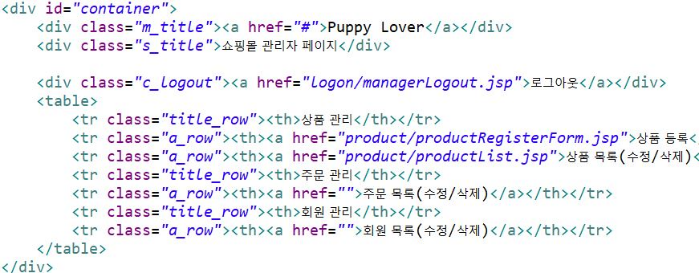 <div id="container">
<div class="m_title"><a href="#">Puppy Lover</a></div>
<div class="s_title">쇼핑몰 관리자 페이지</div>
<div class="c_logout"><a href="logon/managerLogout.jsp">로그아웃</a></div>
<table>
<tr class="title_row"><th>상품 관리</th></tr>
<tr class="a_row"><th><a href="product/productRegisterForm.jsp">상품 등록<
<tr class="a_row"><th><a href="product/productList.jsp">상품 목록(수정/삭제)<
<tr class="title_row"><th>주문 관리</th></tr>
<tr class="a_row"><th><a href="">주문 목록(수정/삭제)</a></th></tr>
<tr class="title_row"><th>회원 관리</th></tr>
<tr class="a_row"><th><a href="">회원 목록(수정/삭제)</a></th></tr>
</table>
</div>